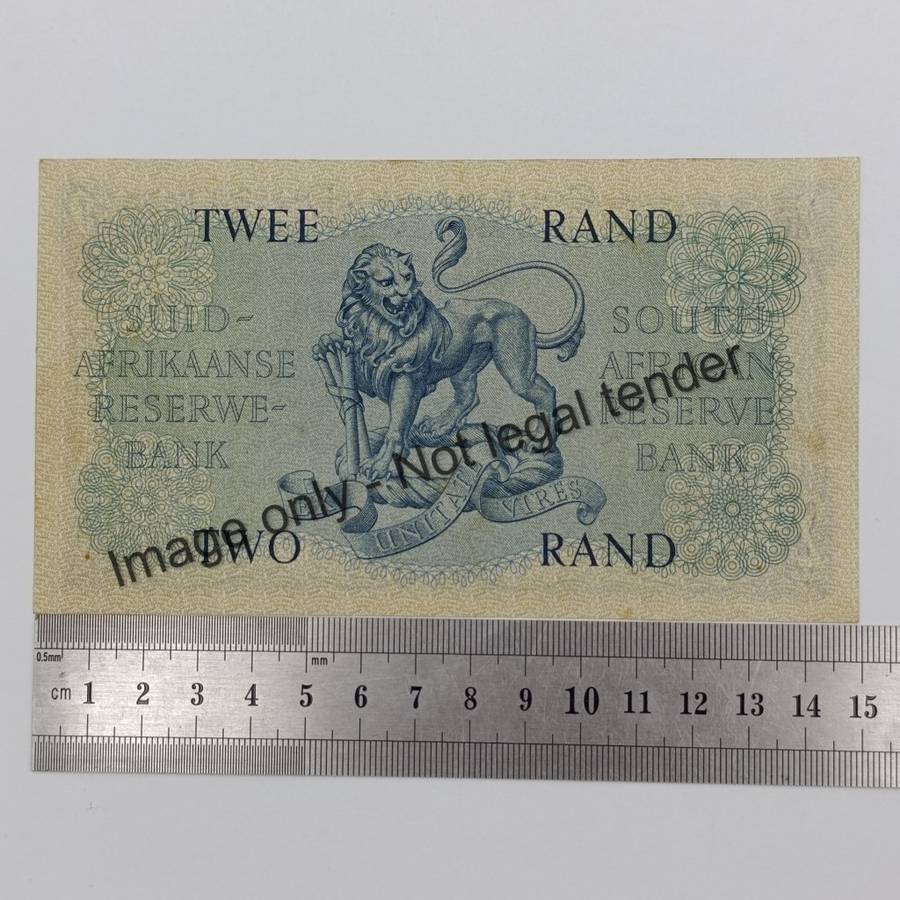 TWEE RAND
SUID-
AFRIKAANSE
RESERWE-
BANK
SOUTH
AFRICAN
RESERVE
BANK
UNITAT VIRES
TWO RAND
Image only - Not legal tender
0.5mm mm
cm 1 2 3 4 5 6 7 8 9 10 11 12 13 14 15